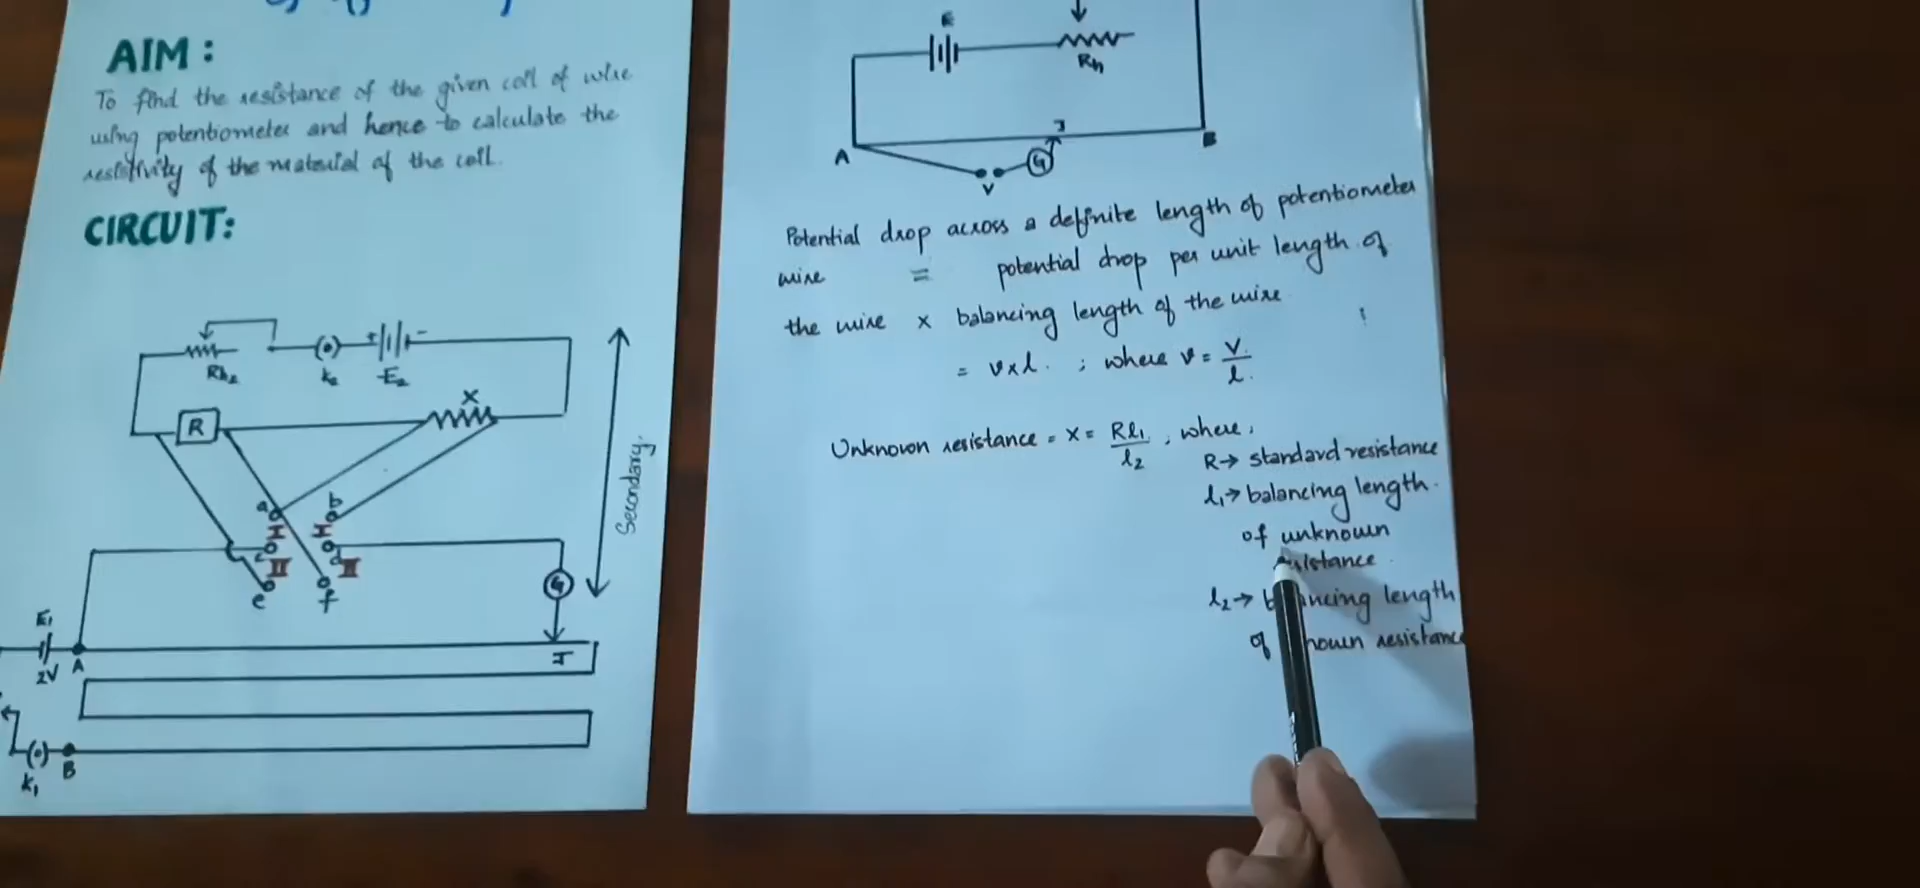 AIM:
To find the resistance of the given coil of wire
using potentiometer and hence to calculate the
resistivity of the material of the coil.
CIRCUIT:
Rh2
K2
+
-
E2
R
X
a
b
I
I
c
d
II
II
e
f
G
Secondary.
E1
2V
A
J
K1
B
E
Rh
A
J
B
G
V
Potential drop across a definite length of potentiometer
wire = potential drop per unit length of
the wire x balancing length of the wire
= v x l. ; where v = V/l.
Unknown resistance = X = Rl1/l2, where,
R→ standard resistance
l1→ balancing length.
of unknown
l2→ length
of resistance